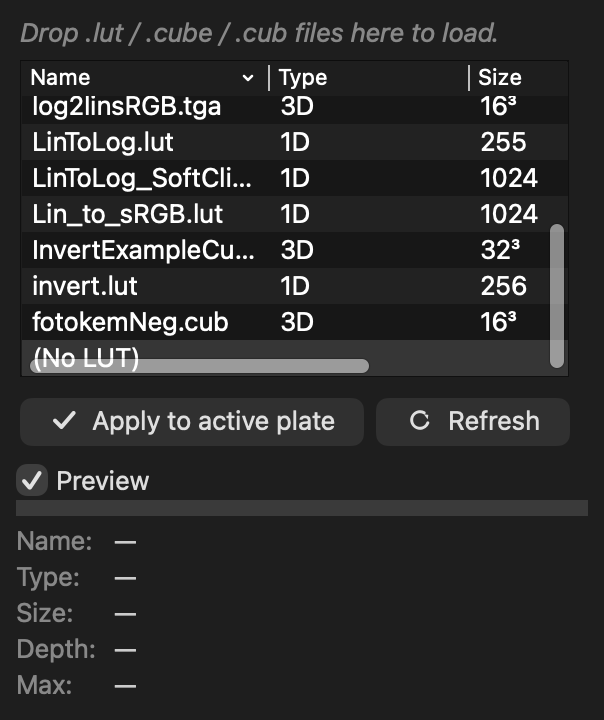 Drop .lut / .cube / .cub files here to load.
Name Type Size
log2linsRGB.tga 3D 16³
LinToLog.lut 1D 255
LinToLog_SoftCli... 1D 1024
Lin_to_sRGB.lut 1D 1024
InvertExampleCu... 3D 32³
invert.lut 1D 256
fotokemNeg.cub 3D 16³
(No LUT)
Apply to active plate Refresh
Preview
Name: —
Type: —
Size: —
Depth: —
Max: —